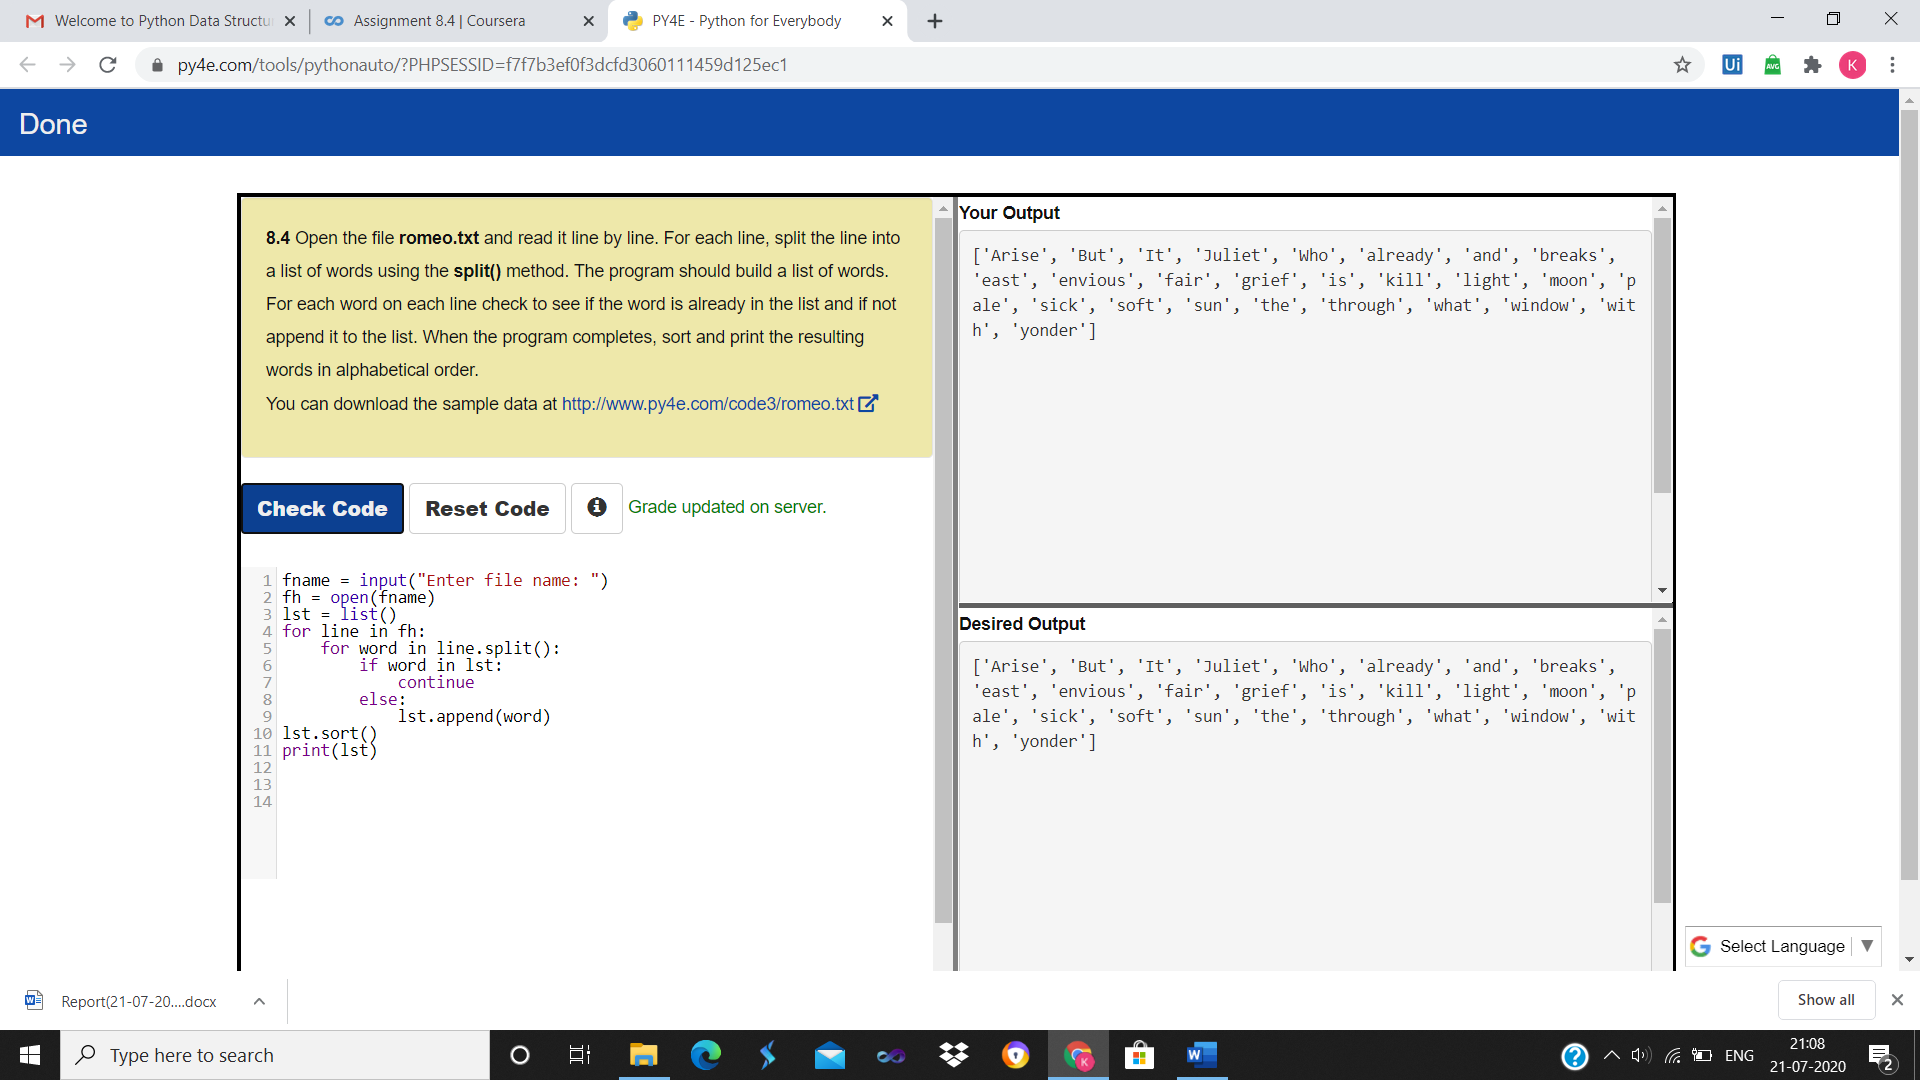 Welcome to Python Data Structu
Assignment 8.4 | Coursera
PY4E - Python for Everybody
py4e.com/tools/pythonauto/?PHPSESSID=f7f7b3ef0f3dcfd3060111459d125ec1
Ui
AVG
K
Done
8.4 Open the file romeo.txt and read it line by line. For each line, split the line into
a list of words using the split() method. The program should build a list of words.
For each word on each line check to see if the word is already in the list and if not
append it to the list. When the program completes, sort and print the resulting
words in alphabetical order.
You can download the sample data at http://www.py4e.com/code3/romeo.txt
Check Code
Reset Code
Grade updated on server.
1 fname = input("Enter file name: ")
2 fh = open(fname)
3 lst = list()
4 for line in fh:
5     for word in line.split():
6         if word in lst:
7             continue
8         else:
9             lst.append(word)
10 lst.sort()
11 print(lst)
12
13
14
Your Output
['Arise', 'But', 'It', 'Juliet', 'Who', 'already', 'and', 'breaks',
'east', 'envious', 'fair', 'grief', 'is', 'kill', 'light', 'moon', 'p
ale', 'sick', 'soft', 'sun', 'the', 'through', 'what', 'window', 'wit
h', 'yonder']
Desired Output
['Arise', 'But', 'It', 'Juliet', 'Who', 'already', 'and', 'breaks',
'east', 'envious', 'fair', 'grief', 'is', 'kill', 'light', 'moon', 'p
ale', 'sick', 'soft', 'sun', 'the', 'through', 'what', 'window', 'wit
h', 'yonder']
G Select Language
Report(21-07-20....docx
Show all
Type here to search
K
W
ENG
21:08
21-07-2020
2